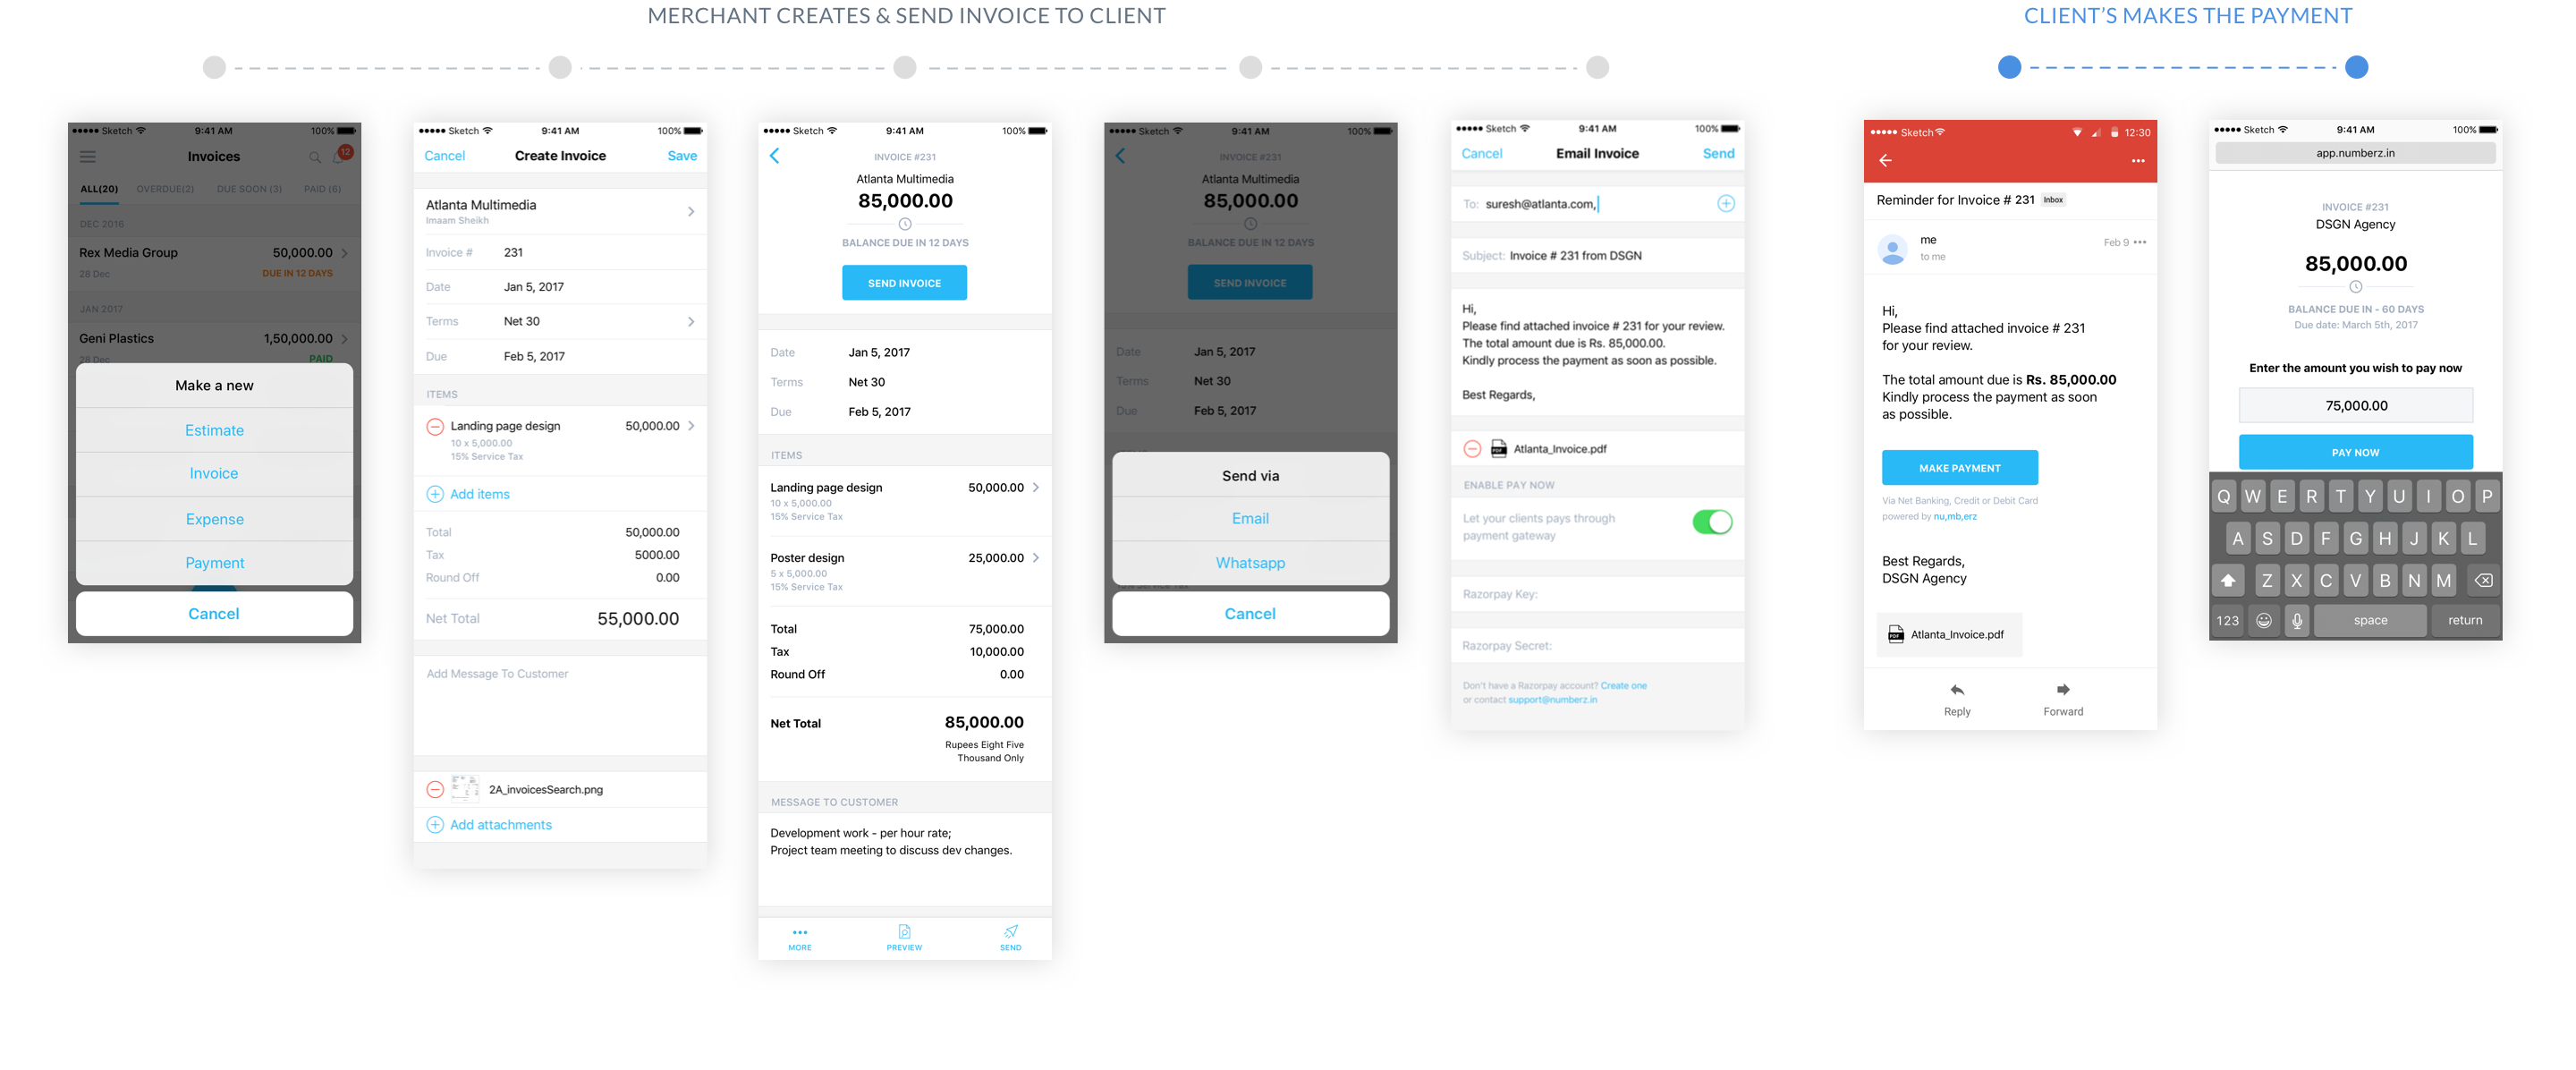 MERCHANT CREATES & SEND INVOICE TO CLIENT
CLIENT'S MAKES THE PAYMENT
Sketch 9:41 AM 100%
Invoices 12
ALL(20) OVERDUE(2) DUE SOON (3) PAID (6)
DEC 2016
Rex Media Group 50,000.00
28 Dec DUE IN 12 DAYS
JAN 2017
Geni Plastics 1,50,000.00
28 Dec PAID
Make a new
Estimate
Invoice
Expense
Payment
Cancel
Sketch 9:41 AM 100%
Cancel Create Invoice Save
Atlanta Multimedia
Imaam Sheikh
Invoice # 231
Date Jan 5, 2017
Terms Net 30
Due Feb 5, 2017
ITEMS
Landing page design 50,000.00
10 x 5,000.00
15% Service Tax
Add items
Total 50,000.00
Tax 5000.00
Round Off 0.00
Net Total 55,000.00
Add Message To Customer
2A_invoicesSearch.png
Add attachments
Sketch 9:41 AM 100%
INVOICE #231
Atlanta Multimedia
85,000.00
BALANCE DUE IN 12 DAYS
SEND INVOICE
Date Jan 5, 2017
Terms Net 30
Due Feb 5, 2017
ITEMS
Landing page design 50,000.00
10 x 5,000.00
15% Service Tax
Poster design 25,000.00
5 x 5,000.00
15% Service Tax
Total 75,000.00
Tax 10,000.00
Round Off 0.00
Net Total 85,000.00
Rupees Eight Five
Thousand Only
MESSAGE TO CUSTOMER
Development work - per hour rate;
Project team meeting to discuss dev changes.
MORE PREVIEW SEND
Sketch 9:41 AM 100%
INVOICE #231
Atlanta Multimedia
85,000.00
BALANCE DUE IN 12 DAYS
SEND INVOICE
Date Jan 5, 2017
Terms Net 30
Due Feb 5, 2017
Send via
Email
Whatsapp
Cancel
Sketch 9:41 AM 100%
Cancel Email Invoice Send
To: suresh@atlanta.com,
Subject: Invoice # 231 from DSGN
Hi,
Please find attached invoice # 231 for your review.
The total amount due is Rs. 85,000.00.
Kindly process the payment as soon as possible.
Best Regards,
PDF Atlanta_Invoice.pdf
ENABLE PAY NOW
Let your clients pays through
payment gateway
Razorpay Key:
Razorpay Secret:
Don't have a Razorpay account? Create one
or contact support@numberz.in
Sketch 12:30
Reminder for Invoice # 231 Inbox
me Feb 9
to me
Hi,
Please find attached invoice # 231
for your review.
The total amount due is Rs. 85,000.00
Kindly process the payment as soon
as possible.
MAKE PAYMENT
Via Net Banking, Credit or Debit Card
powered by nu,mb,erz
Best Regards,
DSGN Agency
PDF Atlanta_Invoice.pdf
Reply Forward
Sketch 9:41 AM 100%
app.numberz.in
INVOICE #231
DSGN Agency
85,000.00
BALANCE DUE IN - 60 DAYS
Due date: March 5th, 2017
Enter the amount you wish to pay now
75,000.00
PAY NOW
Q W E R T Y U I O P
A S D F G H J K L
Z X C V B N M
123 space return